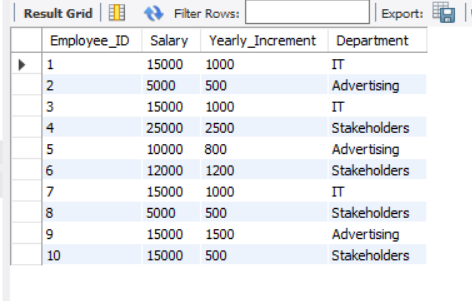 Result Grid Filter Rows: Export:
Employee_ID Salary Yearly_Increment Department
1 15000 1000 IT
2 5000 500 Advertising
3 15000 1000 IT
4 25000 2500 Stakeholders
5 10000 800 Advertising
6 12000 1200 Stakeholders
7 15000 1000 IT
8 5000 500 Stakeholders
9 15000 1500 Advertising
10 15000 500 Stakeholders